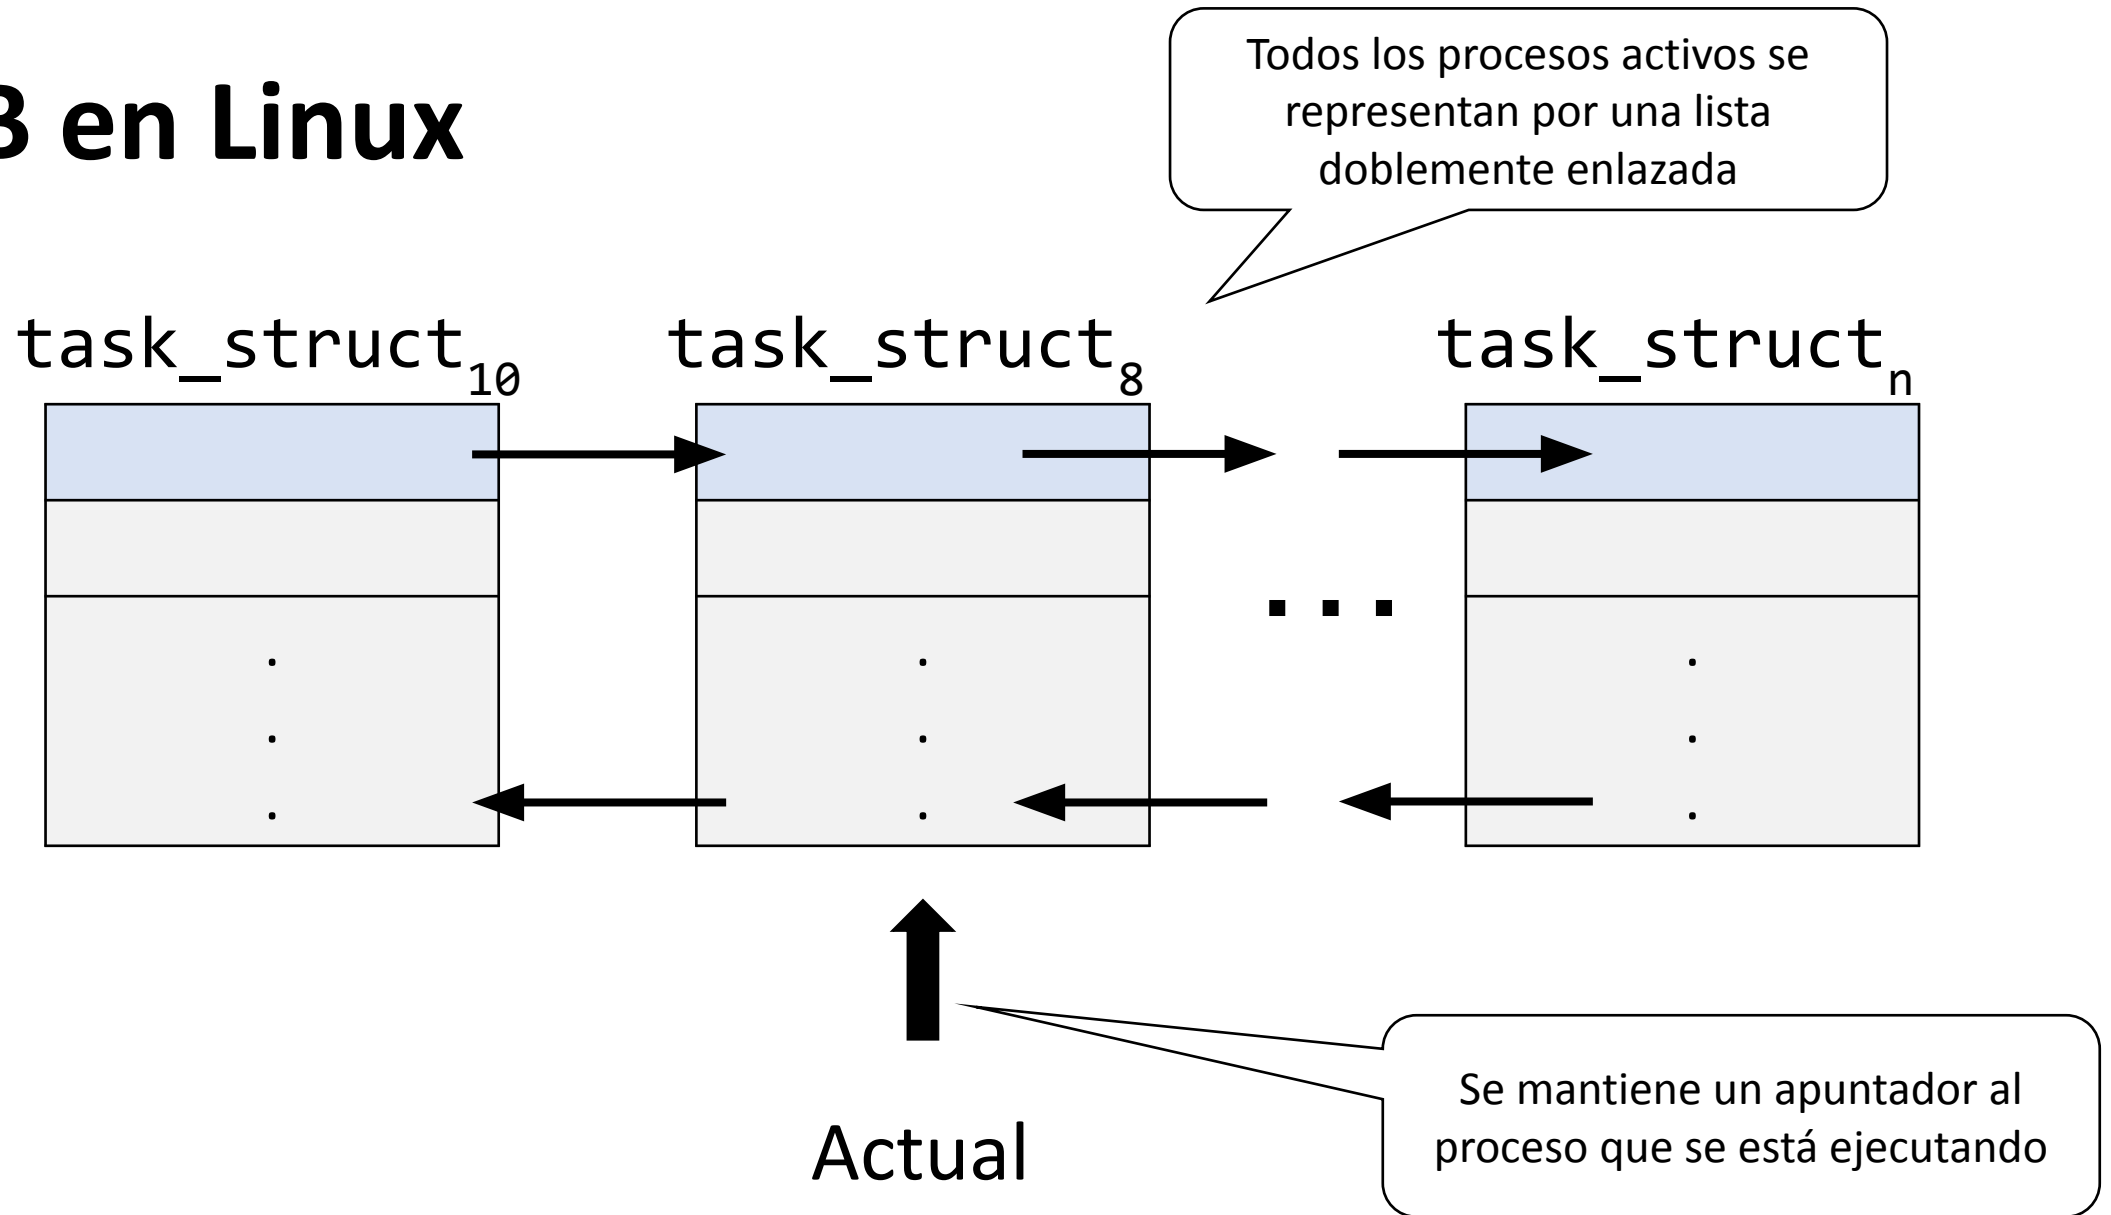 B en Linux
Todos los procesos activos se
representan por una lista
doblemente enlazada
task_struct₁₀
task_struct₈
task_structₙ
. . .
Actual
Se mantiene un apuntador al
proceso que se está ejecutando